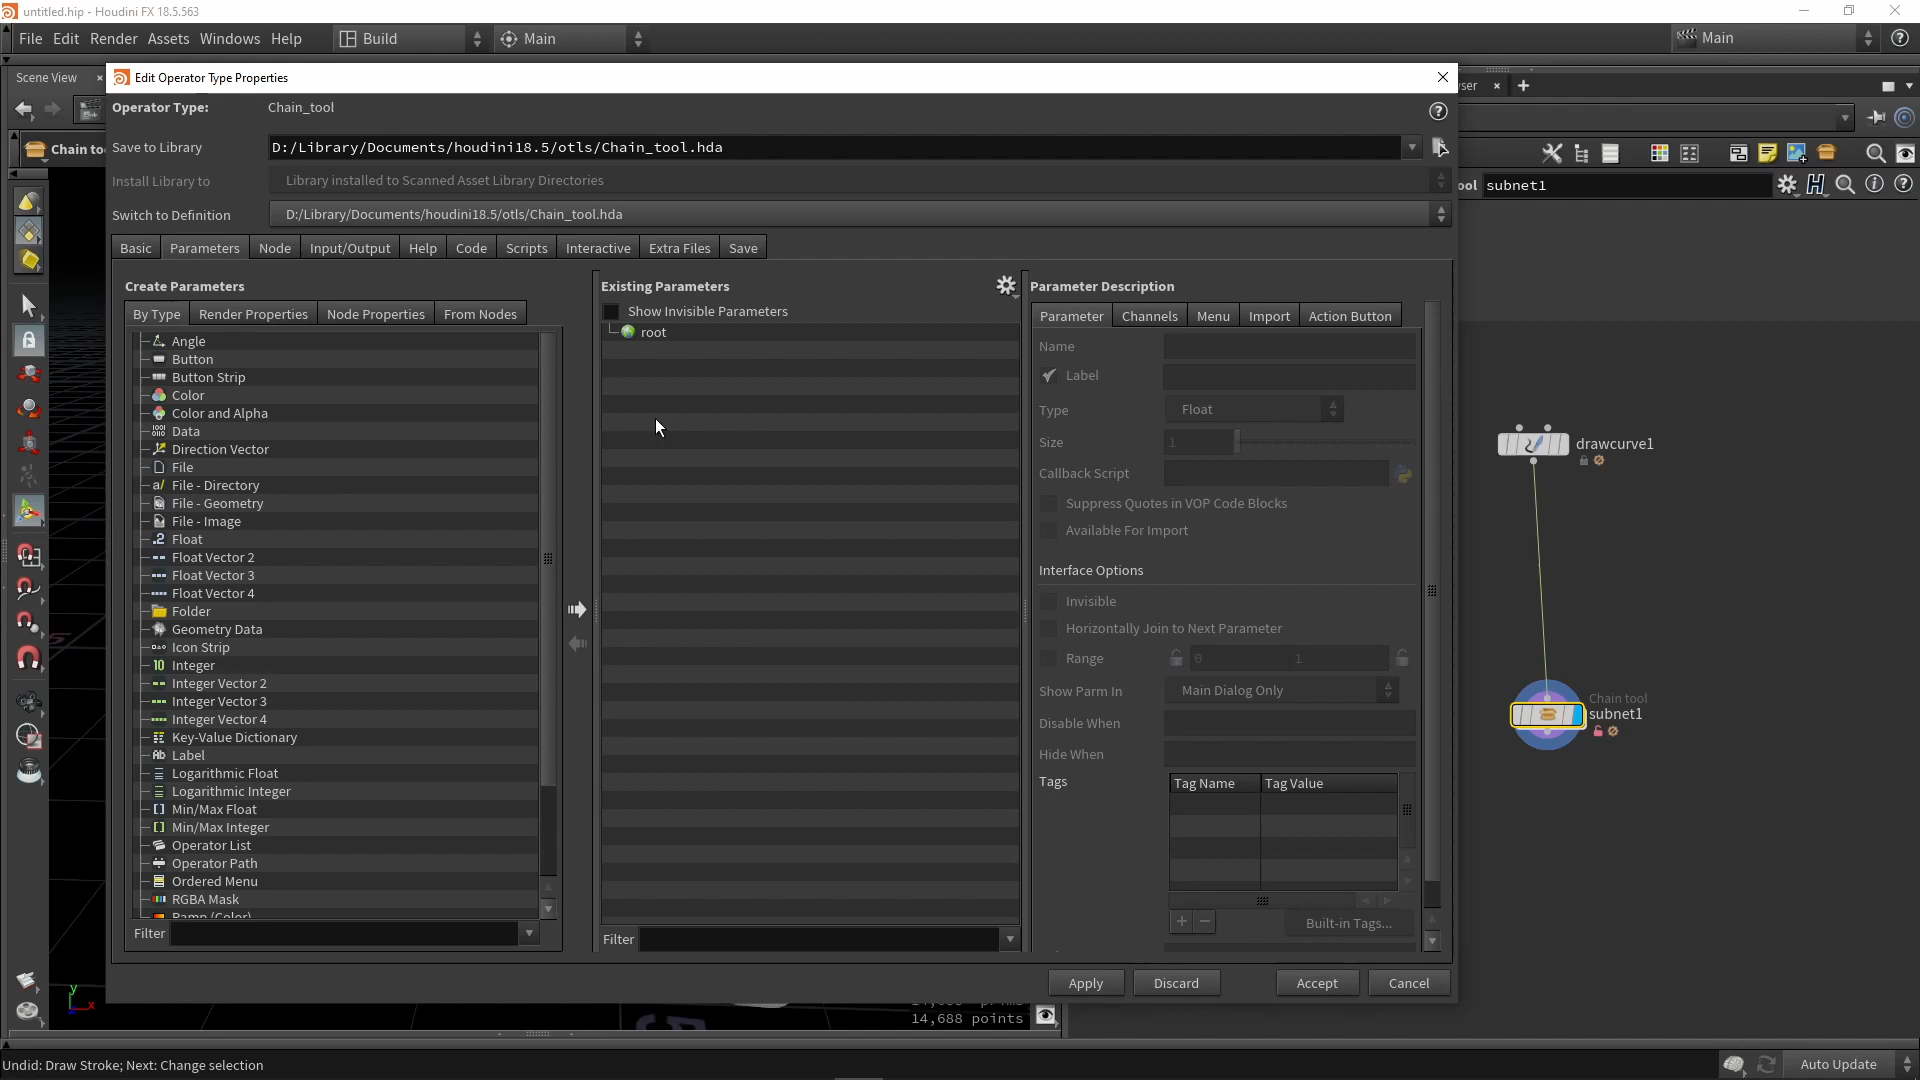 untitled.hip - Houdini FX 18.5.563
File Edit Render Assets Windows Help Build Main Main
Scene View
Edit Operator Type Properties
ser
Operator Type: Chain_tool
Save to Library D:/Library/Documents/houdini18.5/otls/Chain_tool.hda
Chain to
Install Library to Library installed to Scanned Asset Library Directories
ool subnet1
Switch to Definition D:/Library/Documents/houdini18.5/otls/Chain_tool.hda
Basic Parameters Node Input/Output Help Code Scripts Interactive Extra Files Save
Create Parameters
By Type Render Properties Node Properties From Nodes
Angle
Button
Button Strip
Color
Color and Alpha
Data
Direction Vector
File
File - Directory
File - Geometry
File - Image
Float
Float Vector 2
Float Vector 3
Float Vector 4
Folder
Geometry Data
Icon Strip
Integer
Integer Vector 2
Integer Vector 3
Integer Vector 4
Key-Value Dictionary
Label
Logarithmic Float
Logarithmic Integer
Min/Max Float
Min/Max Integer
Operator List
Operator Path
Ordered Menu
RGBA Mask
Ramp (Color)
Filter
Existing Parameters
Show Invisible Parameters
root
Filter
Parameter Description
Parameter Channels Menu Import Action Button
Name
Label
Type Float
Size 1
Callback Script
Suppress Quotes in VOP Code Blocks
Available For Import
Interface Options
Invisible
Horizontally Join to Next Parameter
Range 0 1
Show Parm In Main Dialog Only
Disable When
Hide When
Tags Tag Name Tag Value
+ − Built-in Tags...
Apply Discard Accept Cancel
drawcurve1
Chain tool
subnet1
y
x
14,688 points
Undid: Draw Stroke; Next: Change selection
Auto Update